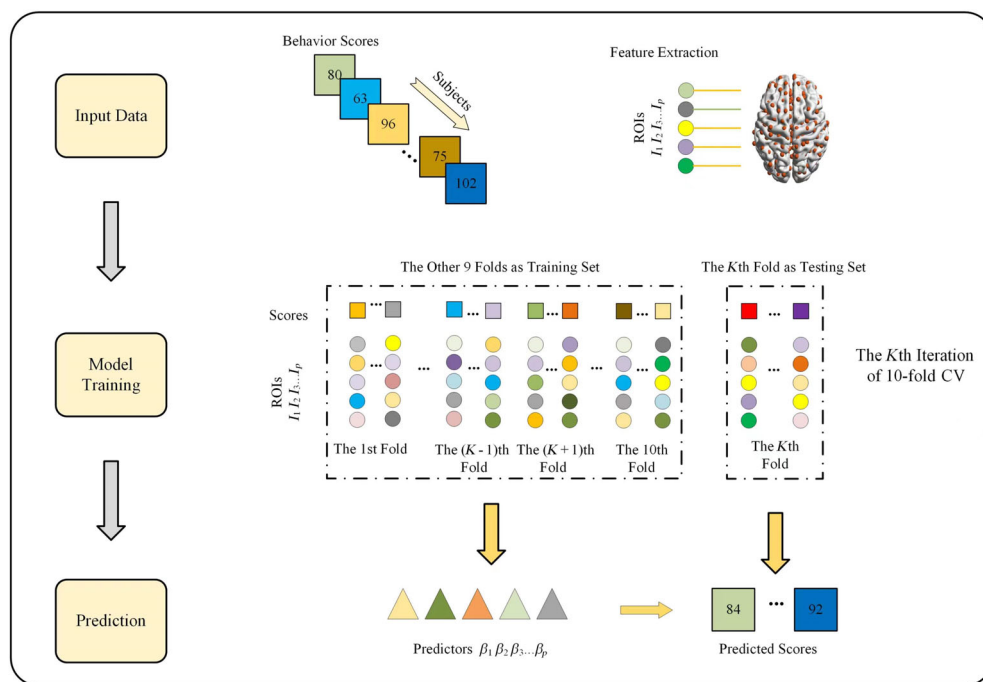 Input Data
Behavior Scores
80
63
96
75
102
Subjects
Feature Extraction
ROIs
I1 I2 I3...Ip
Model
Training
The Other 9 Folds as Training Set
The Kth Fold as Testing Set
Scores
ROIs
I1 I2 I3...Ip
The 1st Fold
The (K - 1)th
Fold
The (K + 1)th
Fold
The 10th
Fold
The Kth
Fold
The Kth Iteration
of 10-fold CV
Prediction
Predictors β1 β2 β3...βp
84
92
Predicted Scores